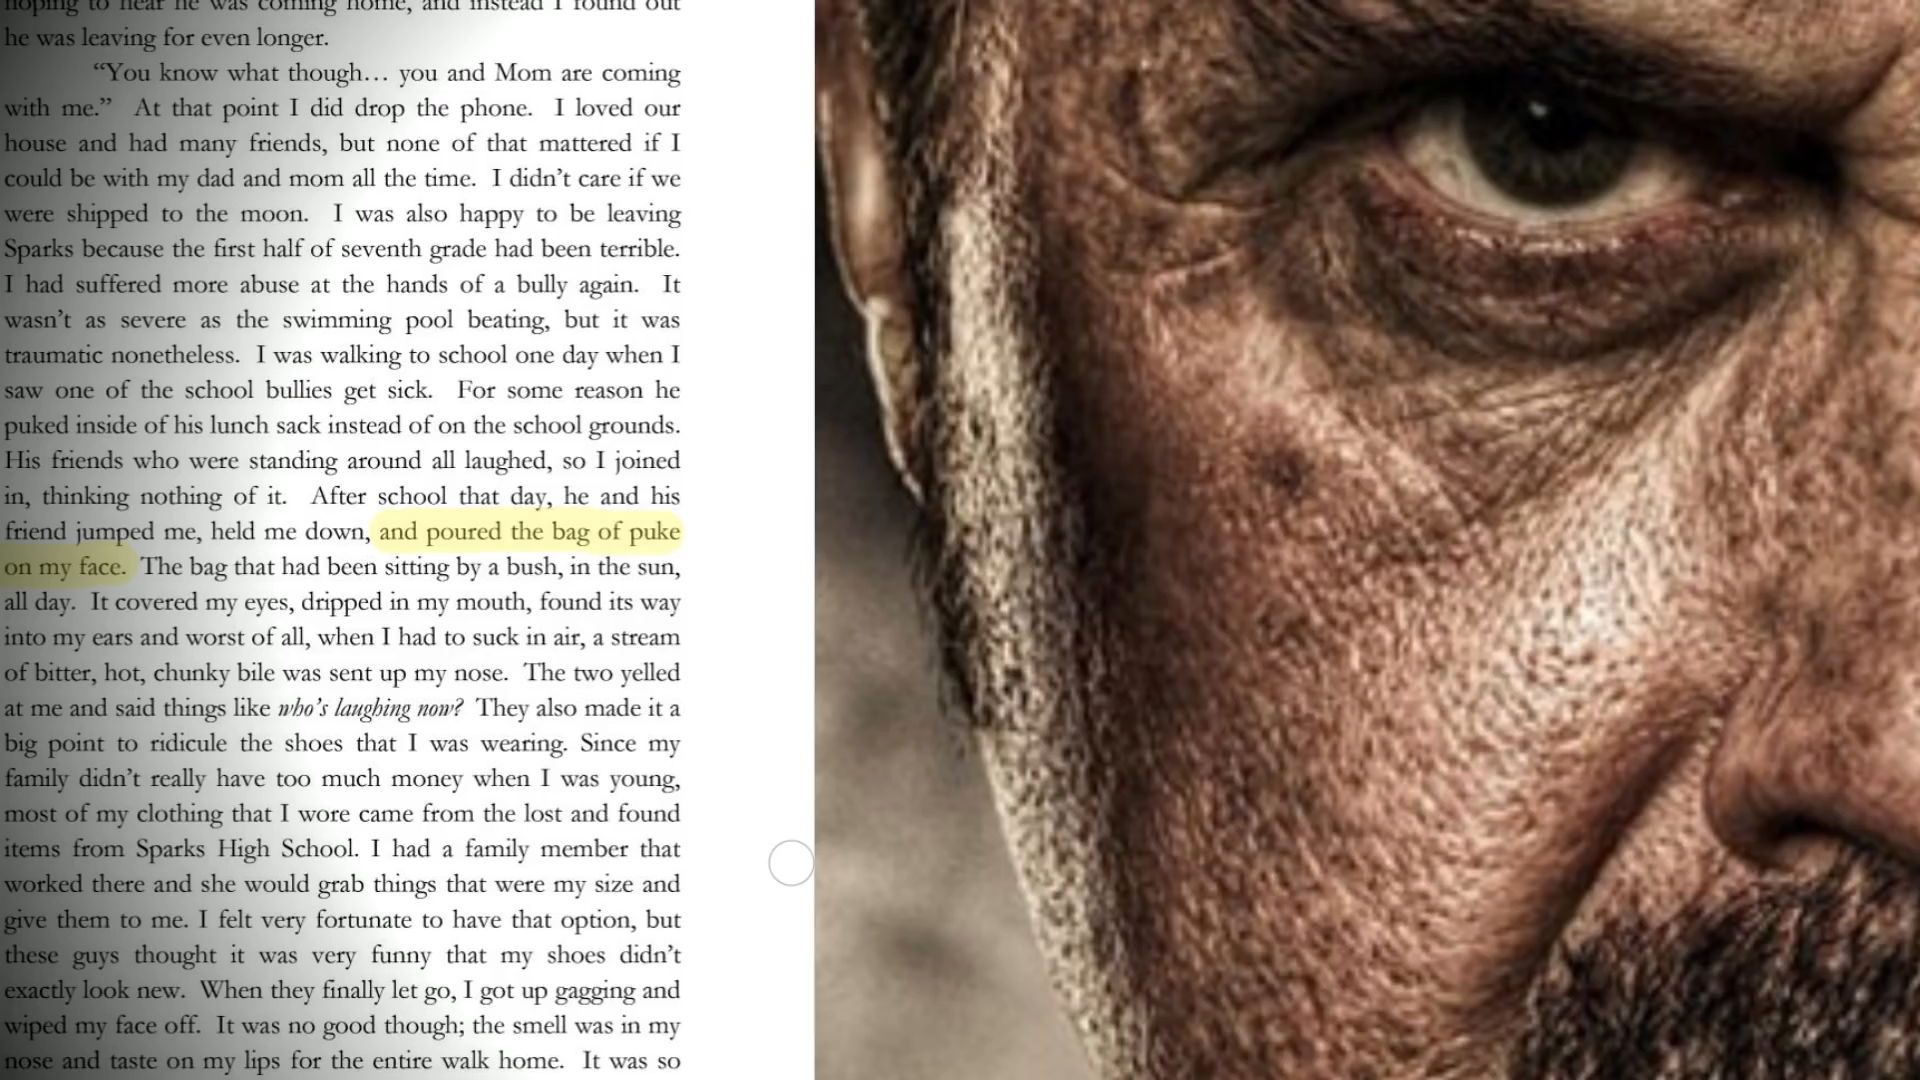 hoping to hear he was coming home, and instead I found out
he was leaving for even longer.
“You know what though… you and Mom are coming
with me.” At that point I did drop the phone. I loved our
house and had many friends, but none of that mattered if I
could be with my dad and mom all the time. I didn’t care if we
were shipped to the moon. I was also happy to be leaving
Sparks because the first half of seventh grade had been terrible.
I had suffered more abuse at the hands of a bully again. It
wasn’t as severe as the swimming pool beating, but it was
traumatic nonetheless. I was walking to school one day when I
saw one of the school bullies get sick. For some reason he
puked inside of his lunch sack instead of on the school grounds.
His friends who were standing around all laughed, so I joined
in, thinking nothing of it. After school that day, he and his
friend jumped me, held me down, and poured the bag of puke
on my face. The bag that had been sitting by a bush, in the sun,
all day. It covered my eyes, dripped in my mouth, found its way
into my ears and worst of all, when I had to suck in air, a stream
of bitter, hot, chunky bile was sent up my nose. The two yelled
at me and said things like who’s laughing now? They also made it a
big point to ridicule the shoes that I was wearing. Since my
family didn’t really have too much money when I was young,
most of my clothing that I wore came from the lost and found
items from Sparks High School. I had a family member that
worked there and she would grab things that were my size and
give them to me. I felt very fortunate to have that option, but
these guys thought it was very funny that my shoes didn’t
exactly look new. When they finally let go, I got up gagging and
wiped my face off. It was no good though; the smell was in my
nose and taste on my lips for the entire walk home. It was so